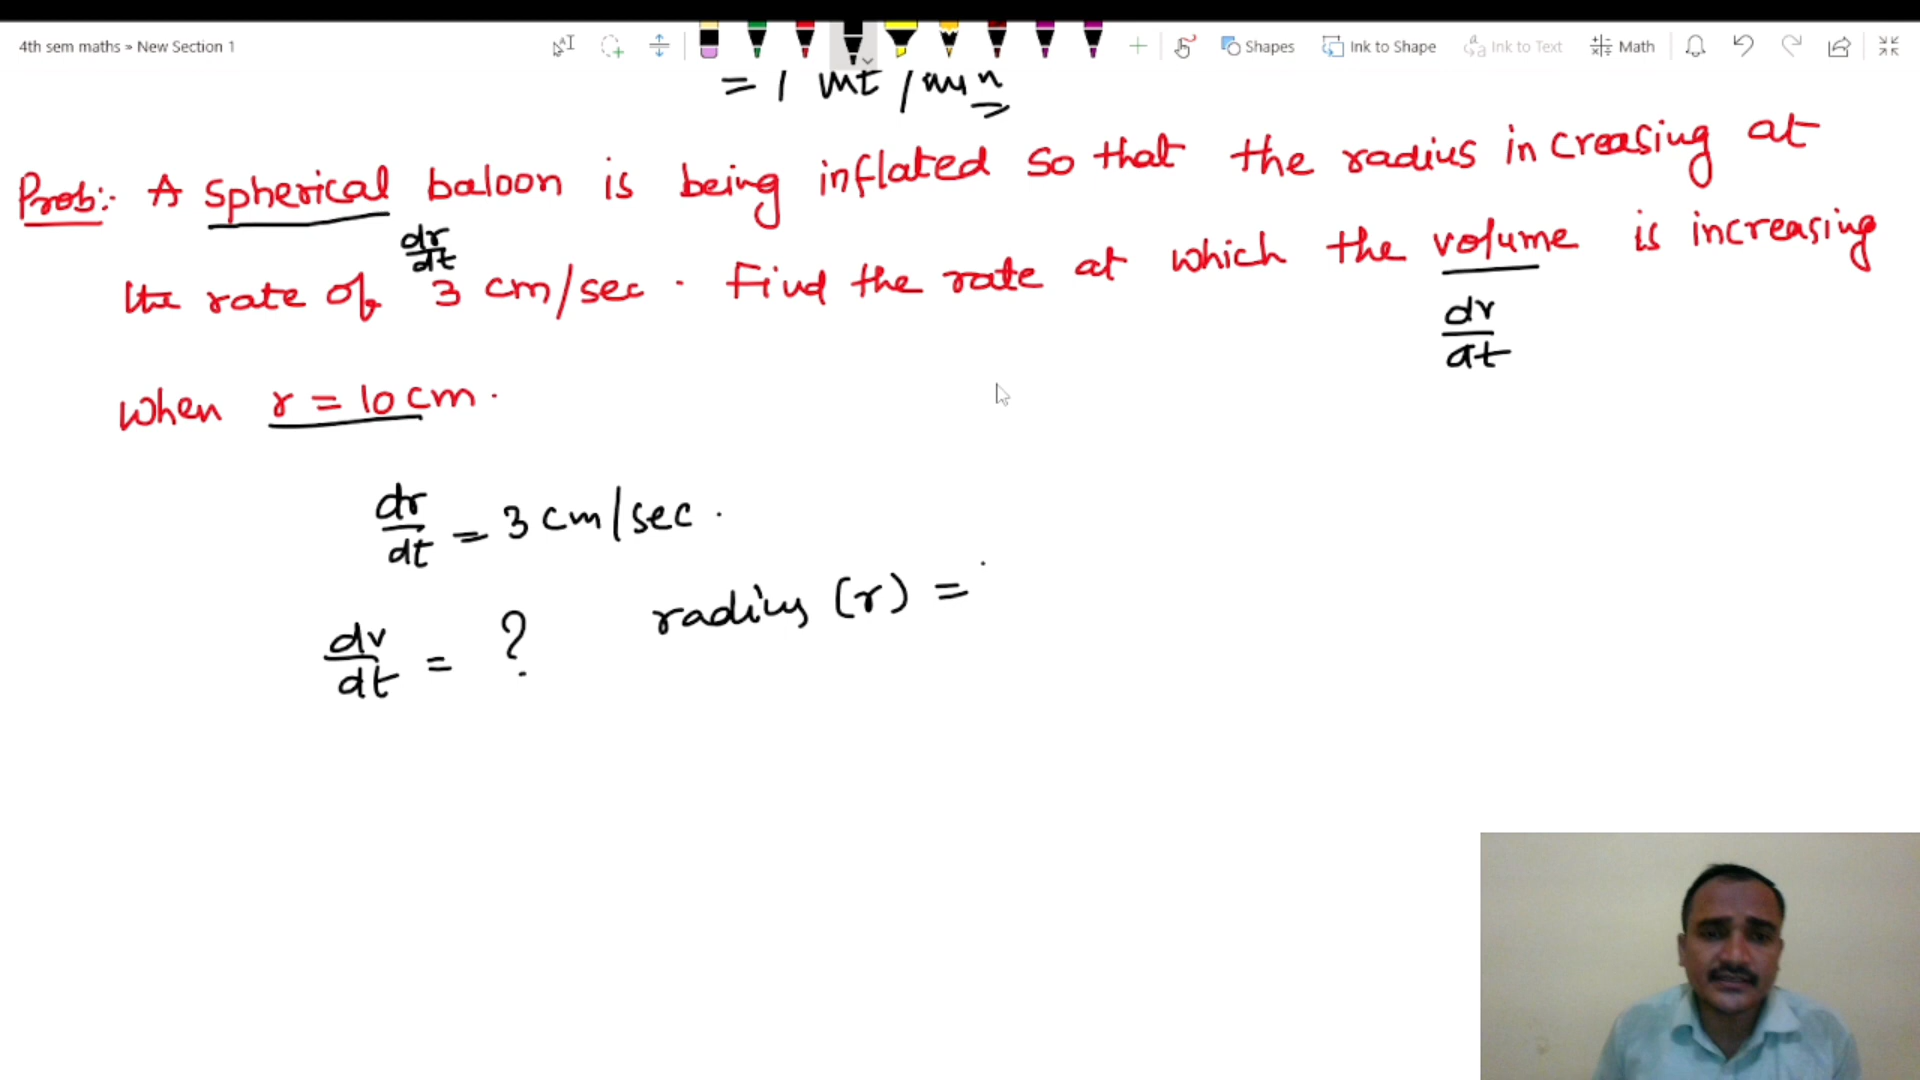 4th sem maths » New Section 1
Shapes Ink to Shape Ink to Text Math
= 1 mt/min
Prob:- A spherical baloon is being inflated so that the radius increasing at
dr/dt
the rate of 3 cm/sec. Find the rate at which the volume is increasing
dv/dt
when r = 10 cm.
dr/dt = 3 cm/sec.
dv/dt = ? radius (r) =